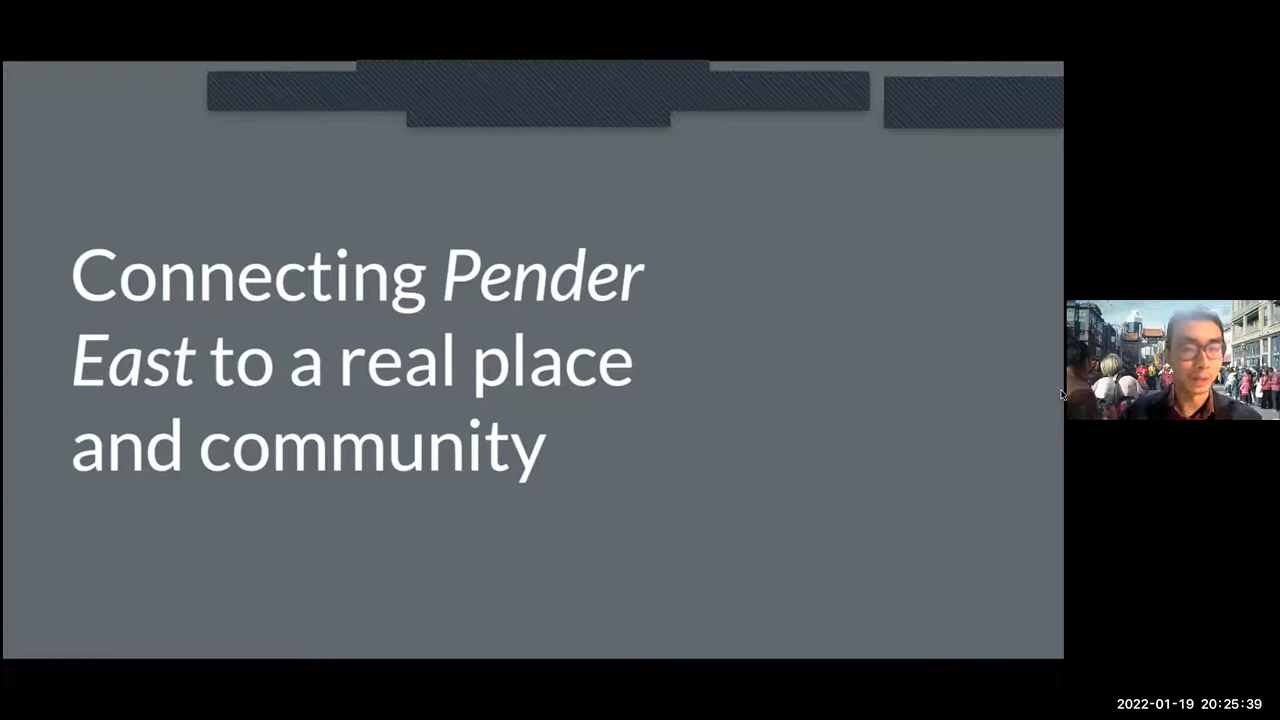 Connecting Pender
East to a real place
and community
2022-01-19 20:25:39